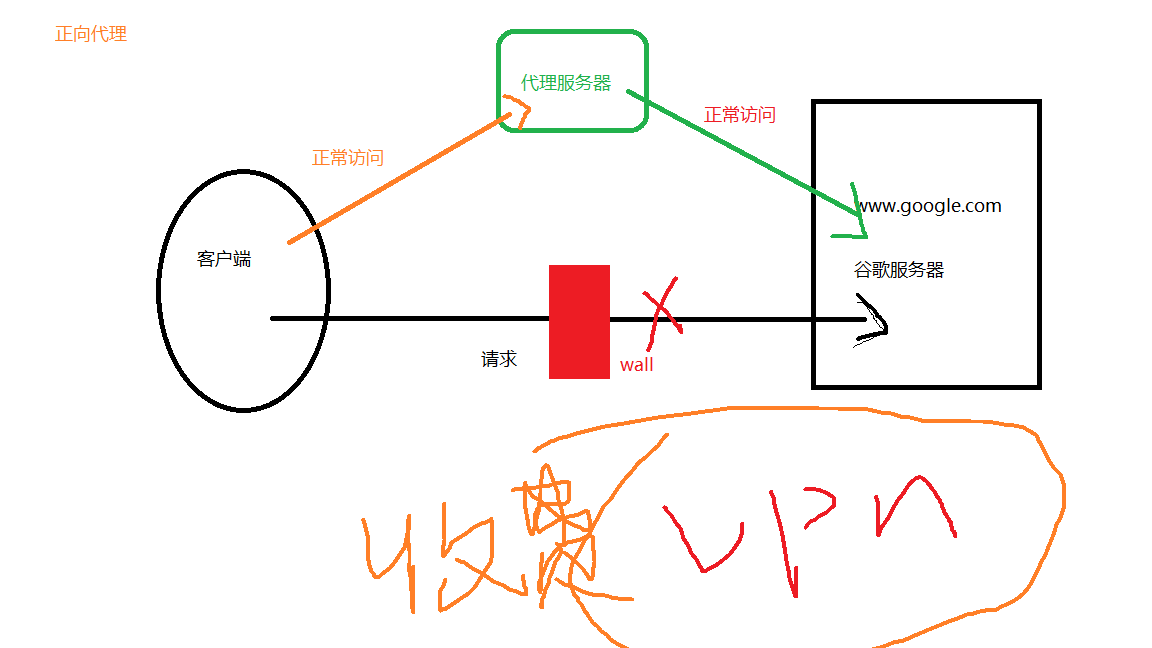 正向代理
代理服务器
正常访问
正常访问
www.google.com
客户端
谷歌服务器
请求
wall
收费
vpn